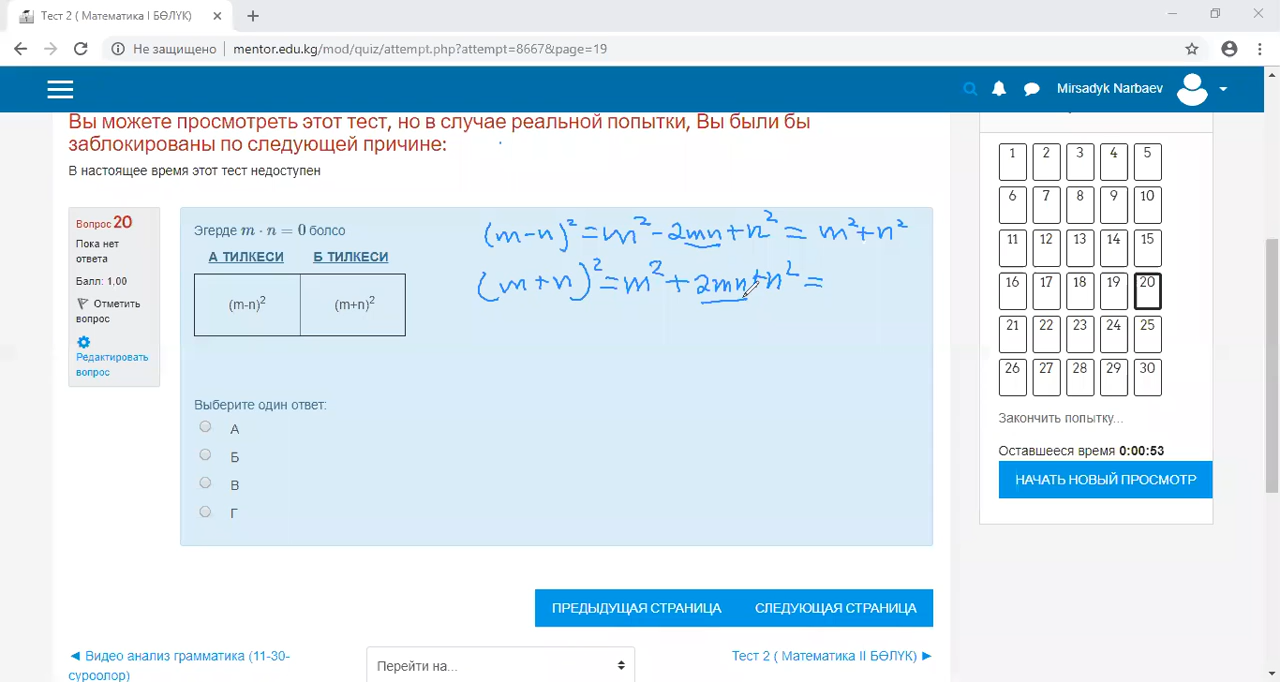 Тест 2 ( Математика I БӨЛҮК)
Не защищено mentor.edu.kg/mod/quiz/attempt.php?attempt=8667&page=19
Mirsadyk Narbaev
Вы можете просмотреть этот тест, но в случае реальной попытки, Вы были бы
заблокированы по следующей причине:
В настоящее время этот тест недоступен
Вопрос 20
Пока нет
ответа
Балл: 1,00
Отметить
вопрос
Редактировать
вопрос
Эгерде m · n = 0 болсо
А ТИЛКЕСИ Б ТИЛКЕСИ
(m-n)² (m+n)²
(m-n)² = m² - 2mn + n² = m² + n²
(m+n)² = m² + 2mn + n² =
Выберите один ответ:
А
Б
В
Г
1 2 3 4 5
6 7 8 9 10
11 12 13 14 15
16 17 18 19 20
21 22 23 24 25
26 27 28 29 30
Закончить попытку...
Оставшееся время 0:00:53
НАЧАТЬ НОВЫЙ ПРОСМОТР
ПРЕДЫДУЩАЯ СТРАНИЦА СЛЕДУЮЩАЯ СТРАНИЦА
◄ Видео анализ грамматика (11-30-
суроолор)
Перейти на...
Тест 2 ( Математика II БӨЛҮК) ►